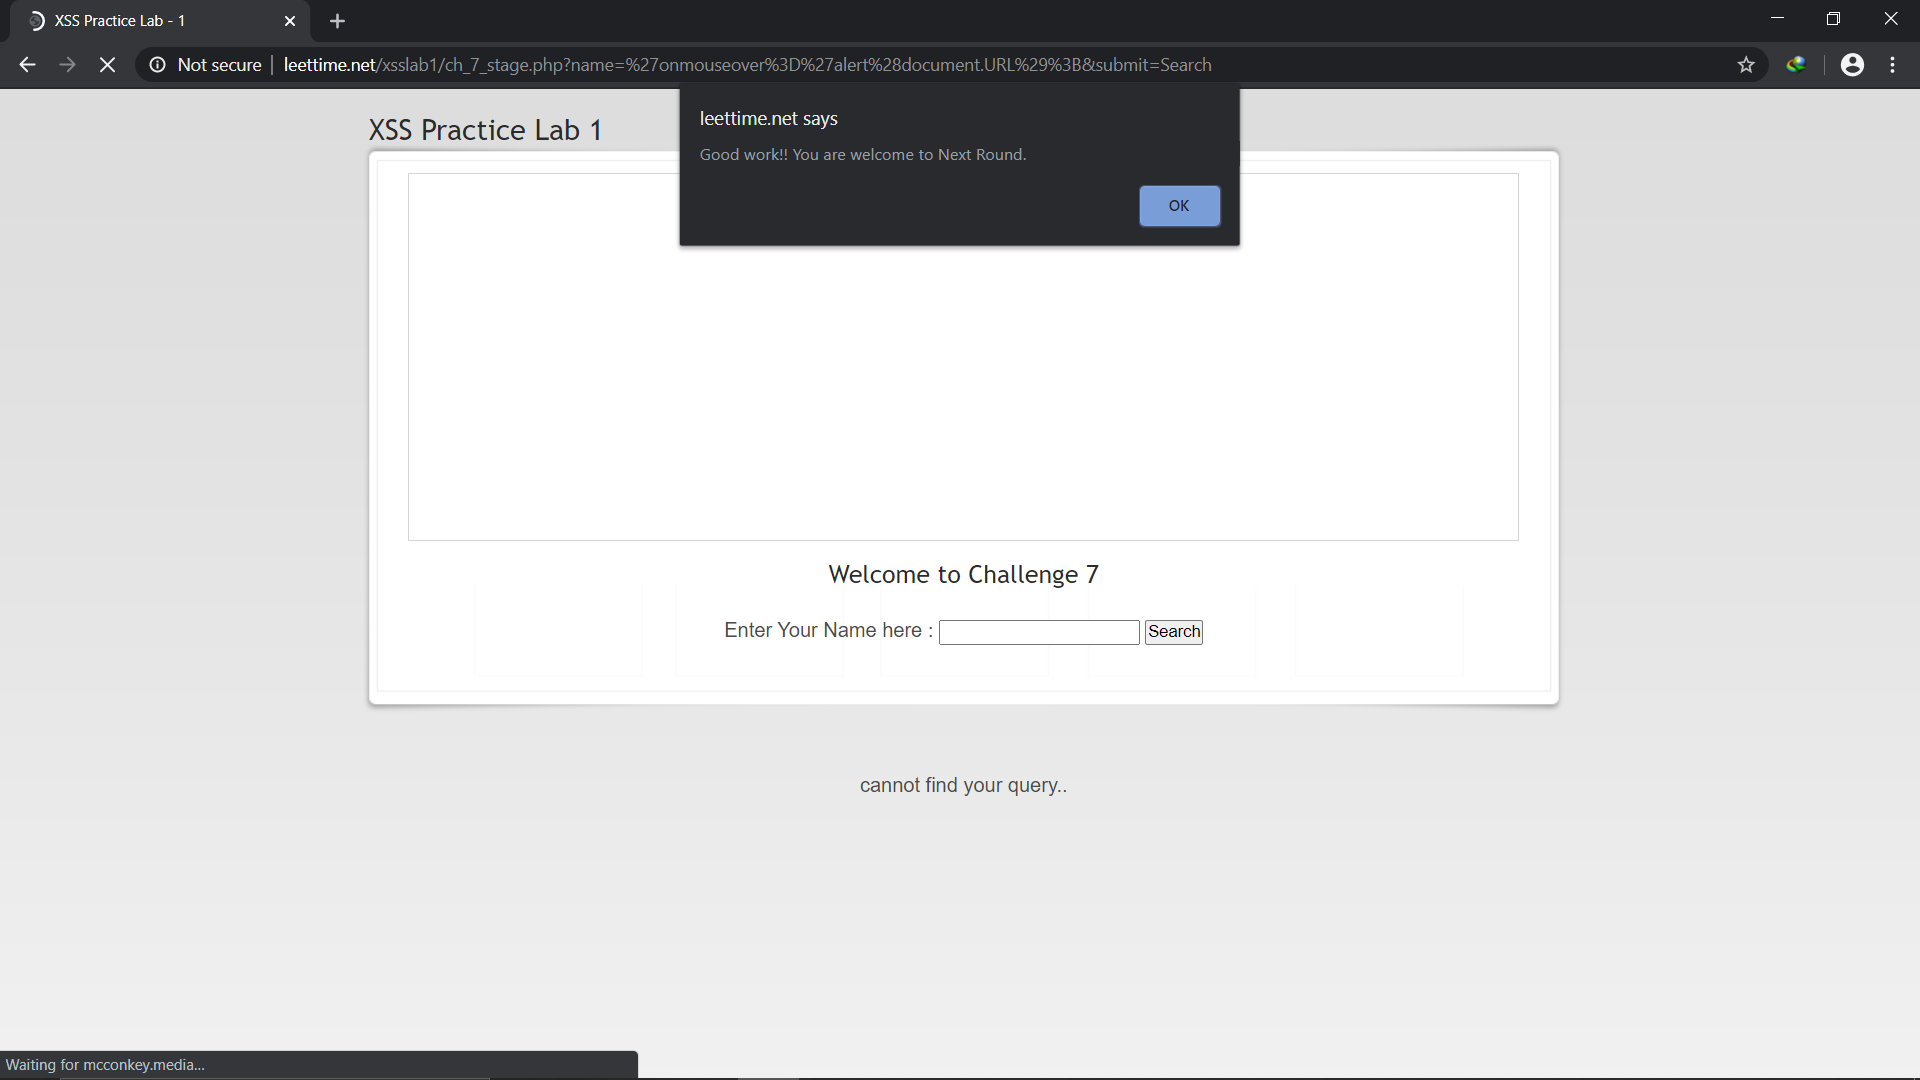 XSS Practice Lab - 1
Not secure
leettime.net/xsslab1/ch_7_stage.php?name=%27onmouseover%3D%27alert%28document.URL%29%3B&submit=Search
leettime.net says
Good work!! You are welcome to Next Round.
OK
XSS Practice Lab 1
Welcome to Challenge 7
Enter Your Name here :
Search
cannot find your query..
Waiting for mcconkey.media...